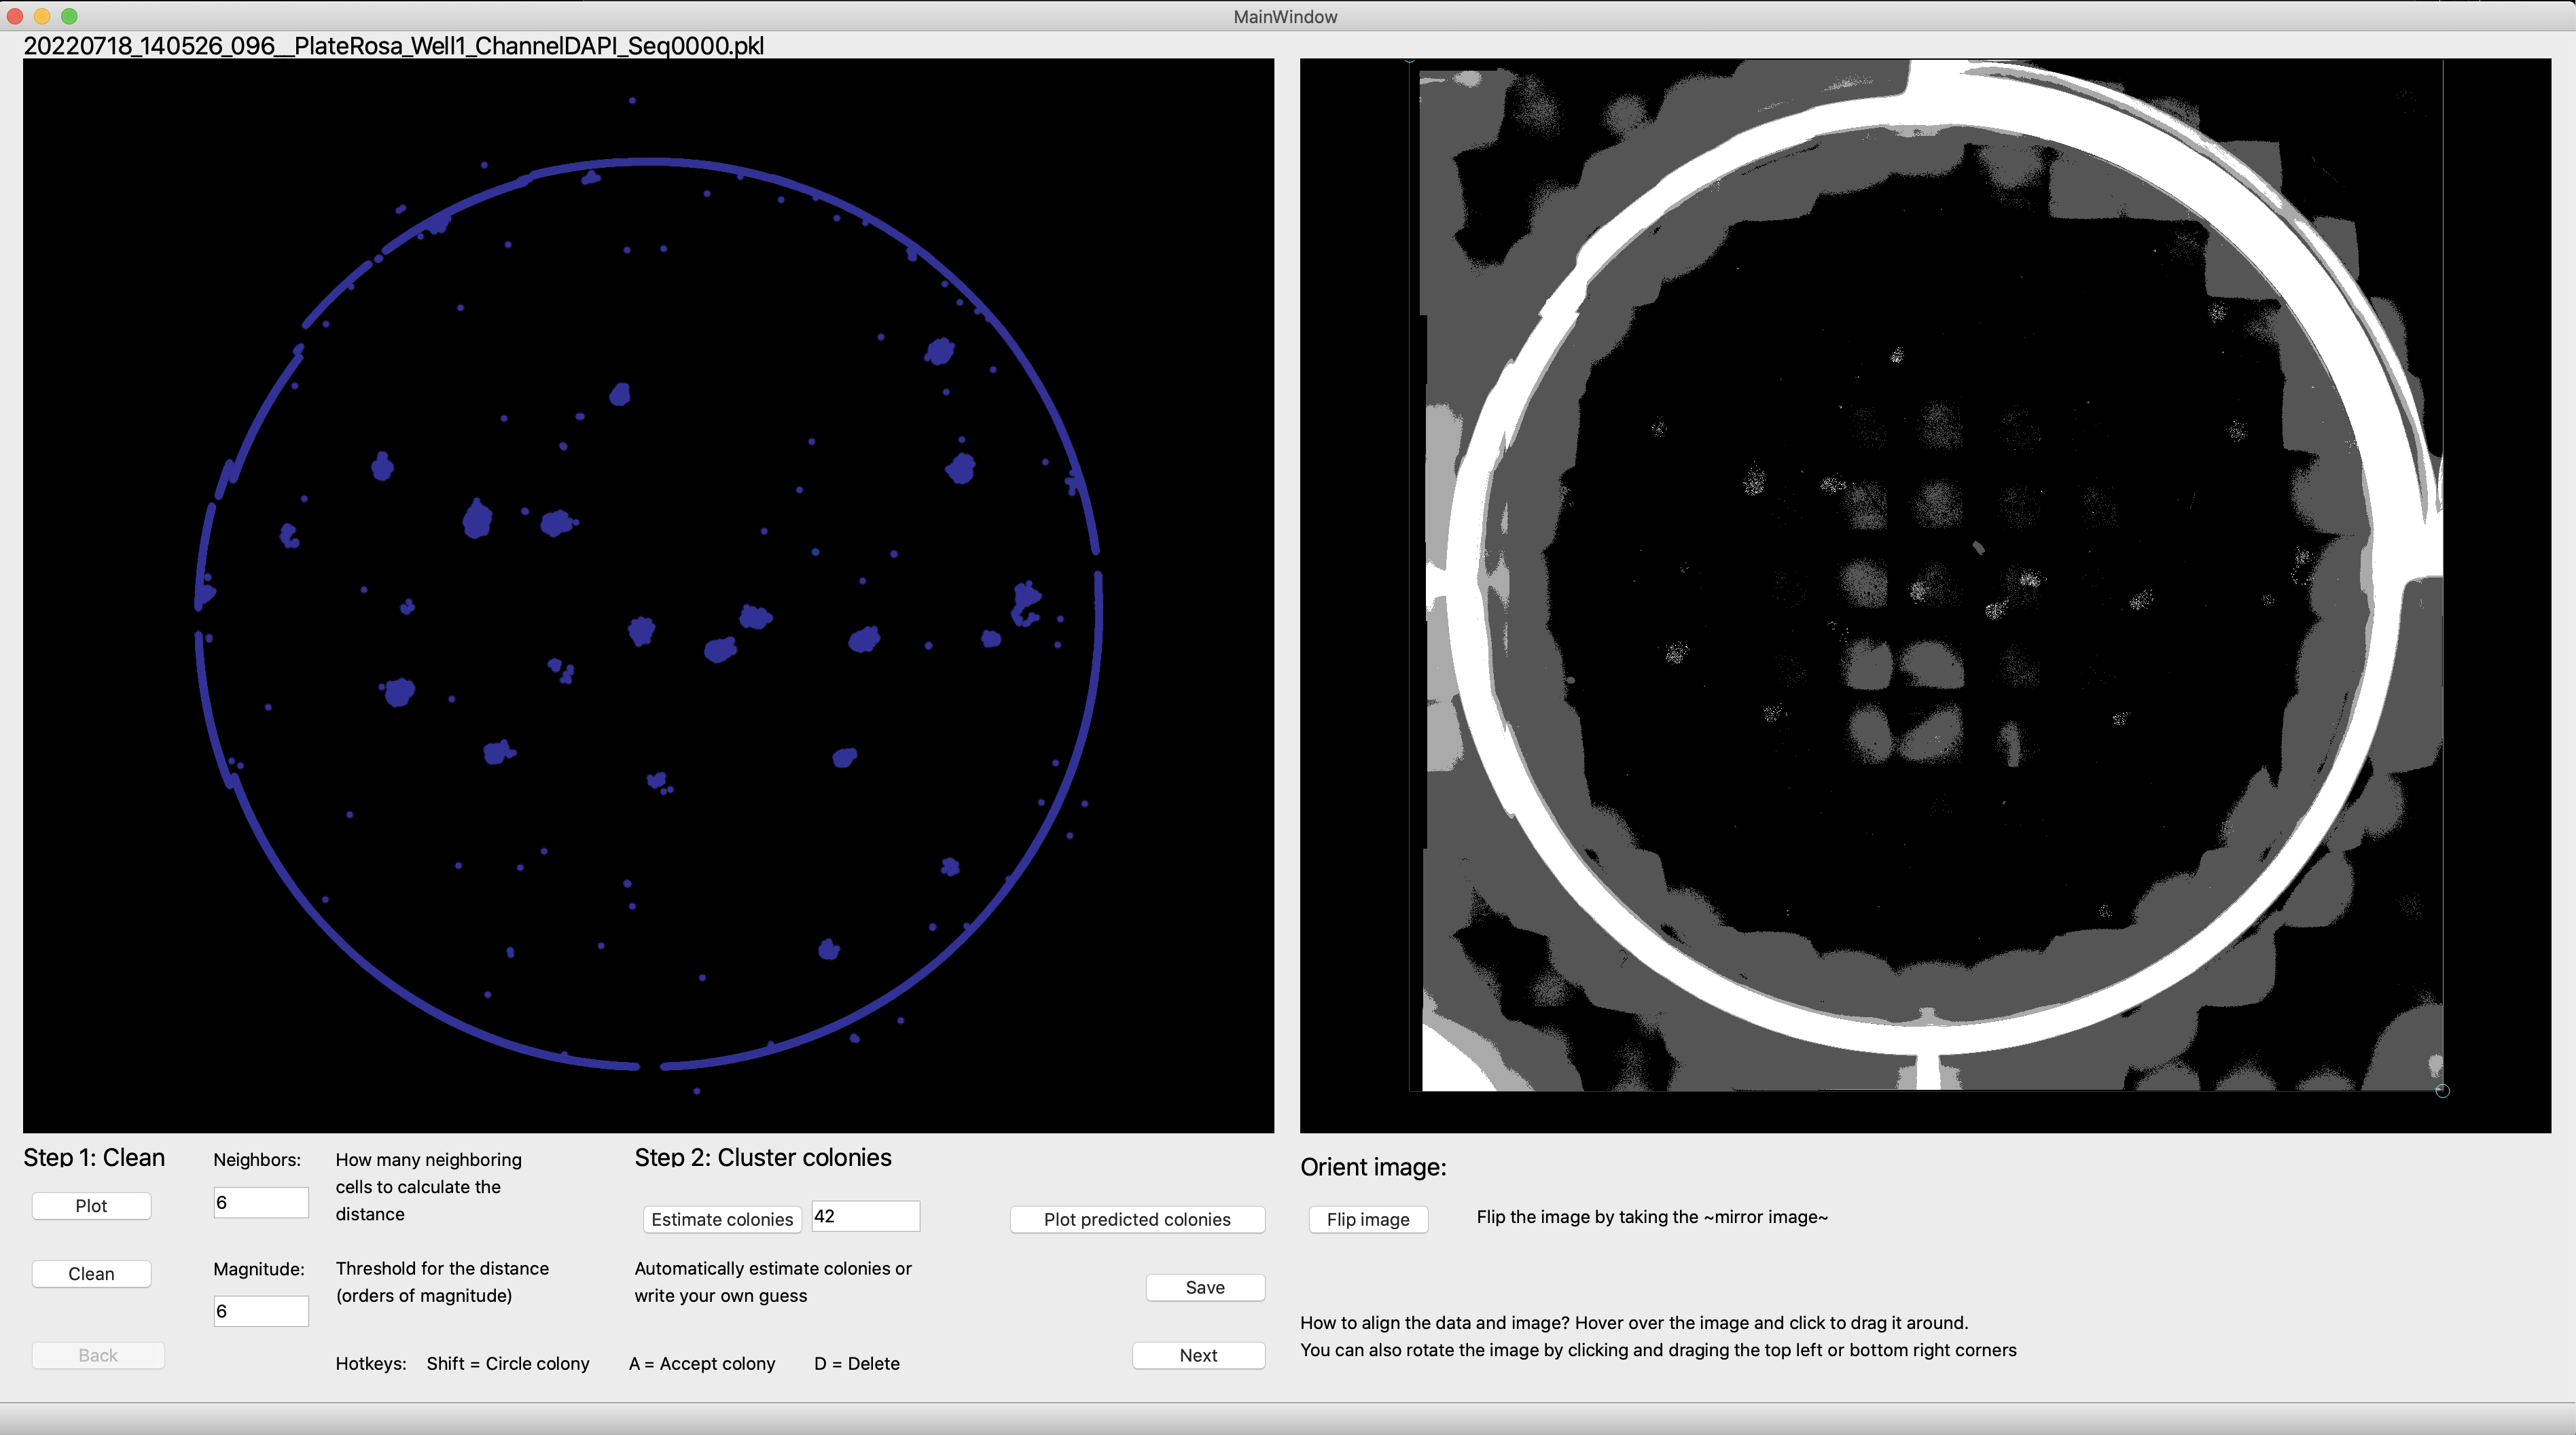 MainWindow
20220718_140526_096__PlateRosa_Well1_ChannelDAPI_Seq0000.pkl
Step 1: Clean
Plot
Clean
Back
Neighbors:
6
Magnitude:
6
How many neighboring
cells to calculate the
distance
Threshold for the distance
(orders of magnitude)
Hotkeys: Shift = Circle colony A = Accept colony D = Delete
Step 2: Cluster colonies
Estimate colonies
42
Automatically estimate colonies or
write your own guess
Plot predicted colonies
Save
Next
Orient image:
Flip image
Flip the image by taking the ~mirror image~
How to align the data and image? Hover over the image and click to drag it around.
You can also rotate the image by clicking and draging the top left or bottom right corners